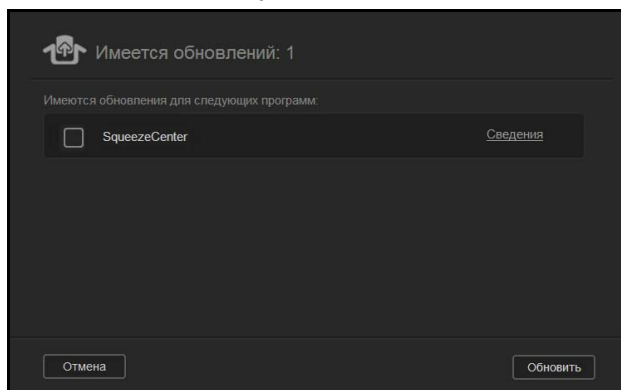 Имеется обновлений: 1
Имеются обновления для следующих программ:
SqueezeCenter
Сведения
Отмена
Обновить